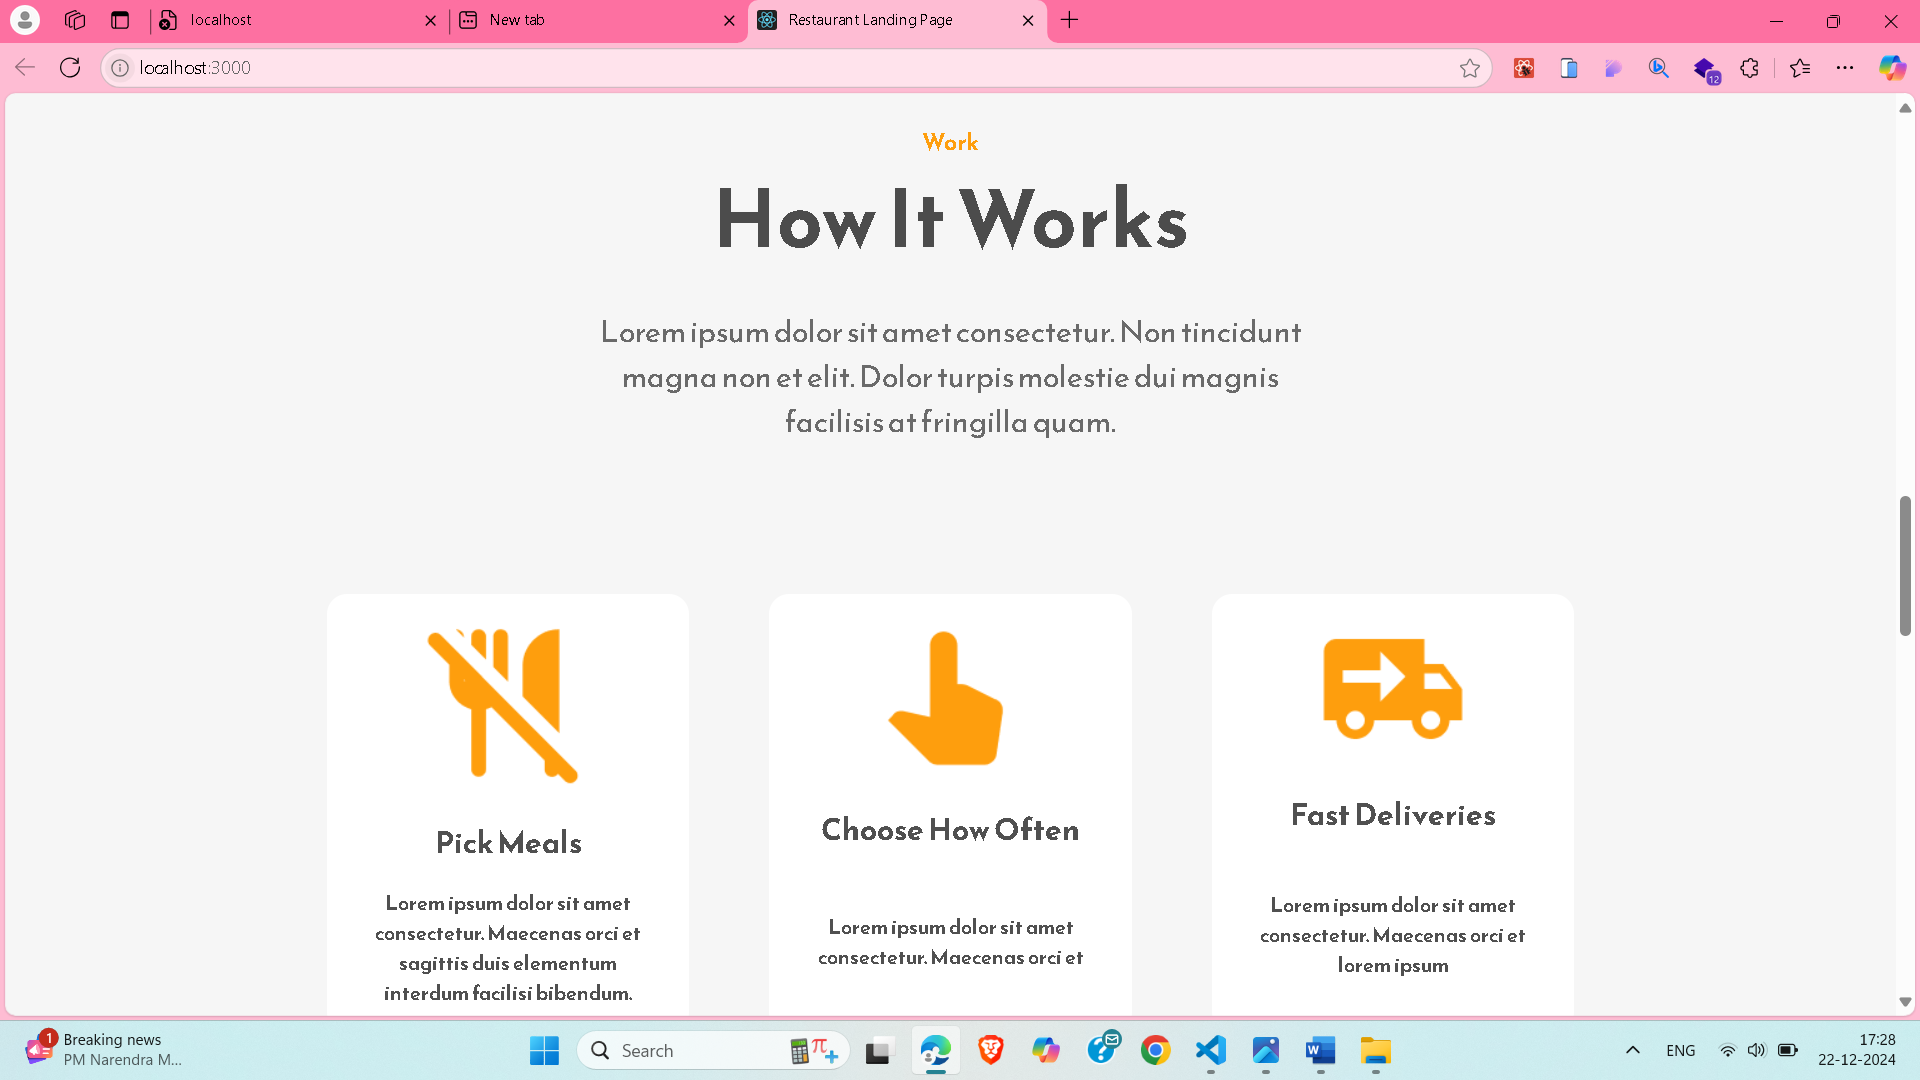 localhost
New tab
Restaurant Landing Page
localhost:3000
12
Work
How It Works
Lorem ipsum dolor sit amet consectetur. Non tincidunt
magna non et elit. Dolor turpis molestie dui magnis
facilisis at fringilla quam.
Pick Meals
Lorem ipsum dolor sit amet
consectetur. Maecenas orci et
sagittis duis elementum
interdum facilisi bibendum.
Choose How Often
Lorem ipsum dolor sit amet
consectetur. Maecenas orci et
Fast Deliveries
Lorem ipsum dolor sit amet
consectetur. Maecenas orci et
lorem ipsum
1
Breaking news
PM Narendra M...
Search
ENG
17:28
22-12-2024